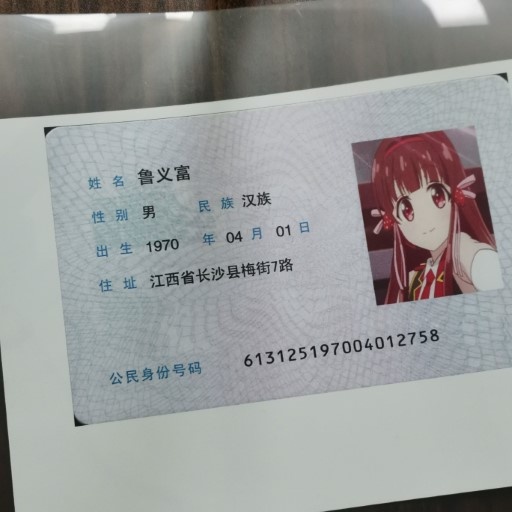 姓名 鲁义富
性别 男 民族 汉族
出生 1970 年 04 月 01 日
住址 江西省长沙县梅街7路
公民身份号码 613125197004012758